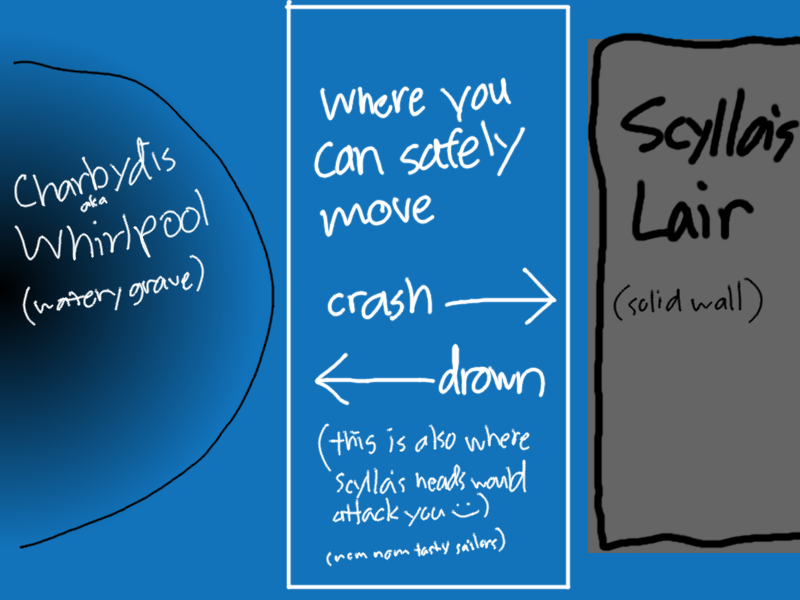 Charbydis
aka
Whirlpool
(watery grave)
Where you
can safely
move
crash
drown
(this is also where
Scylla's heads would
attack you :))
(nom nom tasty sailors)
Scylla's
Lair
(solid wall)